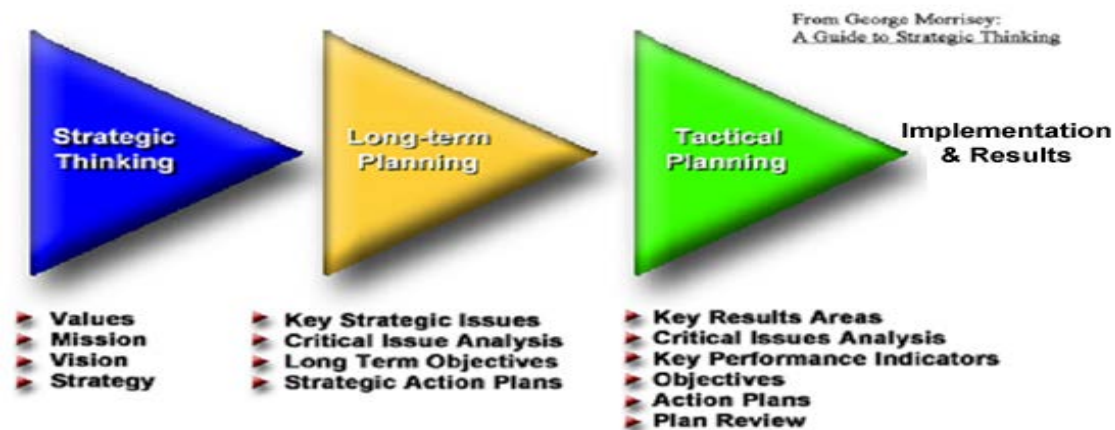 From George Morrisey:
A Guide to Strategic Thinking
Strategic
Thinking
Long-term
Planning
Tactical
Planning
Implementation
& Results
Values
Mission
Vision
Strategy
Key Strategic Issues
Critical Issue Analysis
Long Term Objectives
Strategic Action Plans
Key Results Areas
Critical Issues Analysis
Key Performance Indicators
Objectives
Action Plans
Plan Review